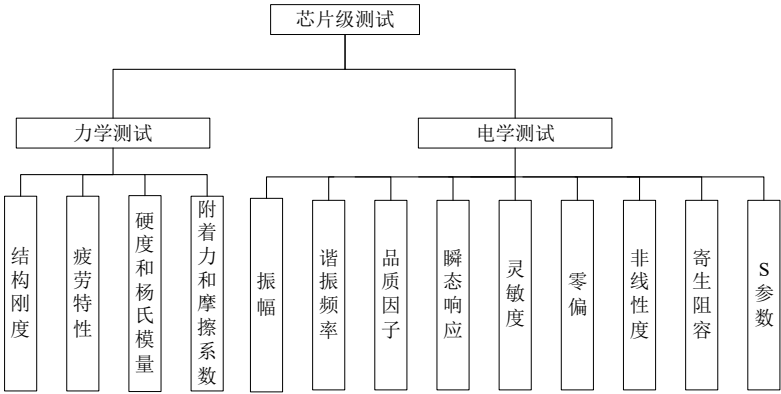 芯片级测试
力学测试
电学测试
结构刚度
疲劳特性
硬度和杨氏模量
附着力和摩擦系数
振幅
谐振频率
品质因子
瞬态响应
灵敏度
零偏
非线性度
寄生阻容
S参数